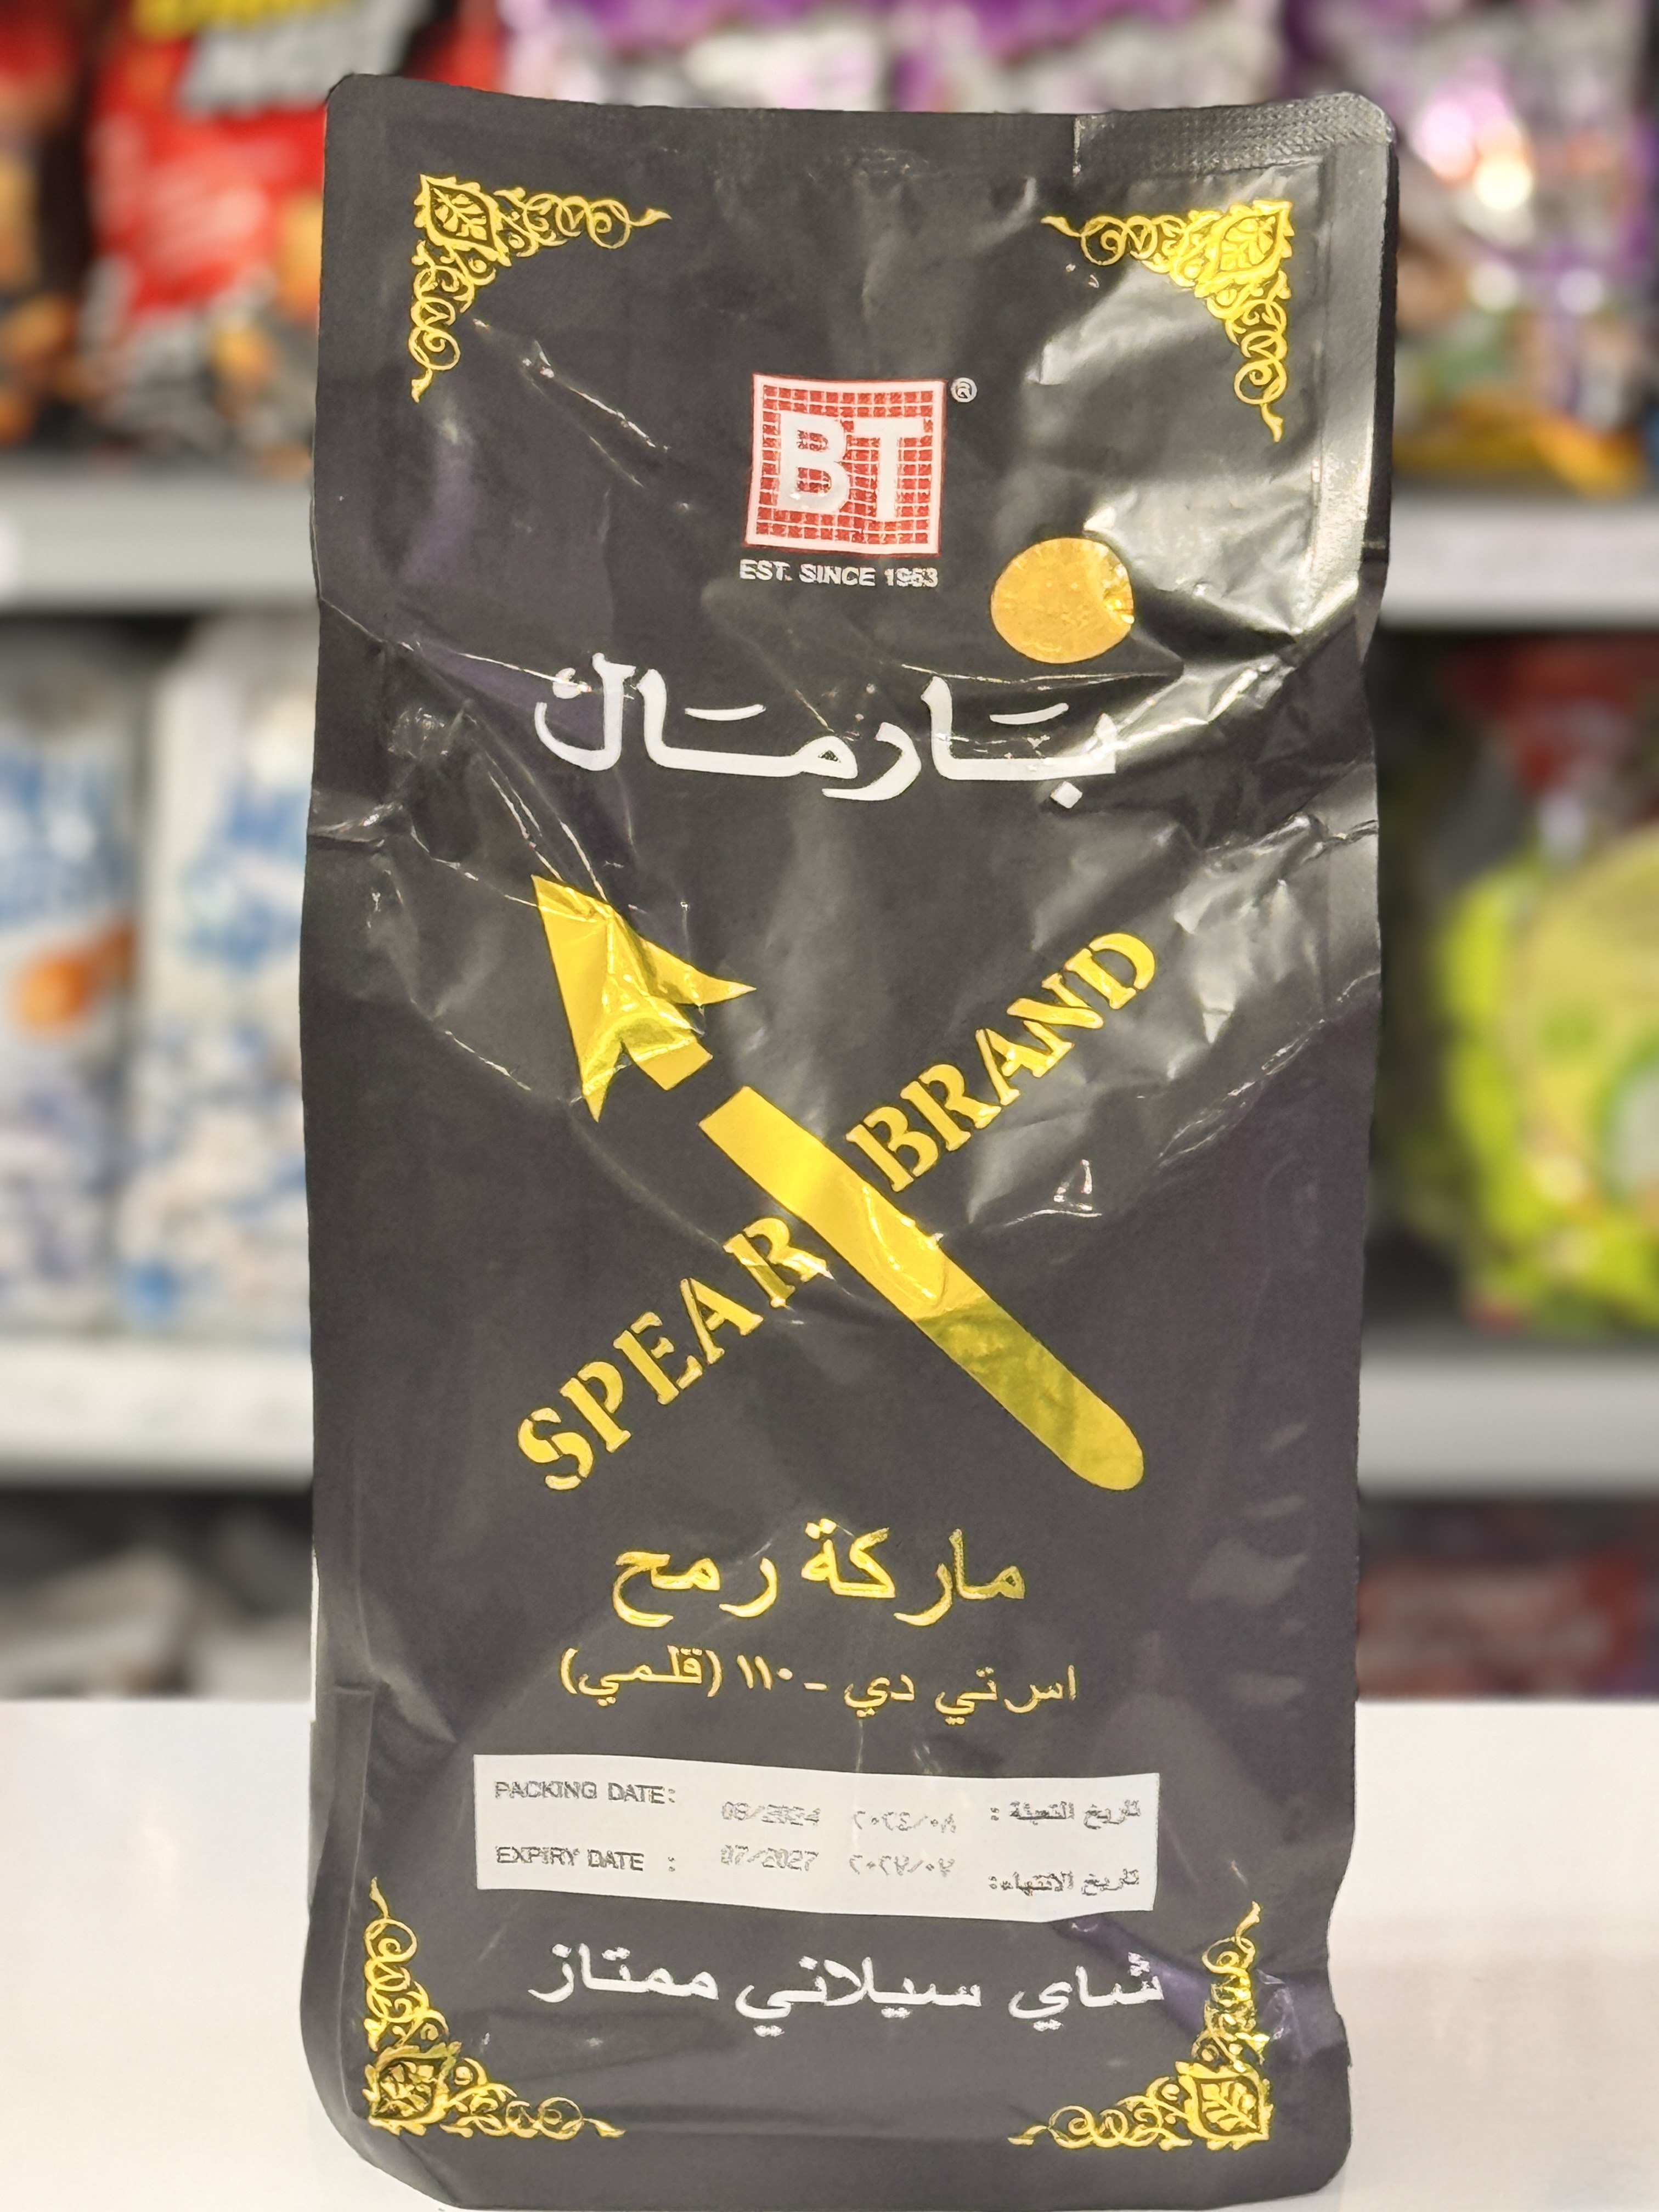 BT®
EST. SINCE 1963
بارمال
SPEAR BRAND
ماركة رمح
اس تي دي - ١١٠ (قلمي)
PACKING DATE: 08/2024 ٢٠٢٤/٠٨ تاريخ التعبئة :
EXPIRY DATE : 07/2027 ٢٠٢٧/٠٧ تاريخ الانتهاء:
شاي سيلاني ممتاز